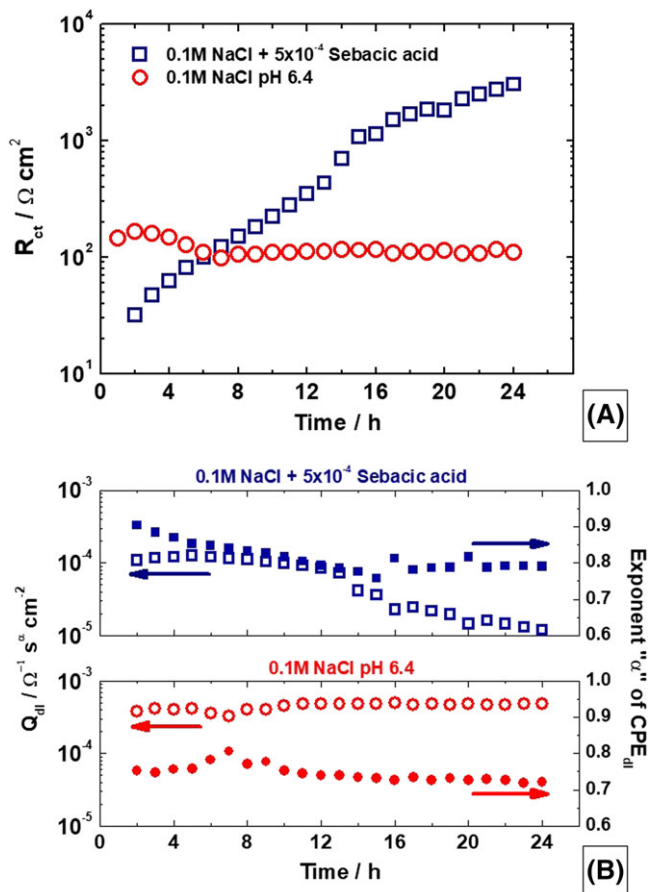 10⁴
0.1M NaCl + 5x10⁻⁴ Sebacic acid
0.1M NaCl pH 6.4
10³
R_ct / Ω cm²
10²
10¹
0 4 8 12 16 20 24
Time / h
(A)
0.1M NaCl + 5x10⁻⁴ Sebacic acid
10⁻³ 1.0
0.9
10⁻⁴ 0.8
0.7
10⁻⁵ 0.6
0.1M NaCl pH 6.4
10⁻³ 1.0
0.9
10⁻⁴ 0.8
0.7
10⁻⁵ 0.6
Q_dl / Ω⁻¹ s^α cm⁻²
Exponent "α" of CPE_dl
0 4 8 12 16 20 24
Time / h
(B)